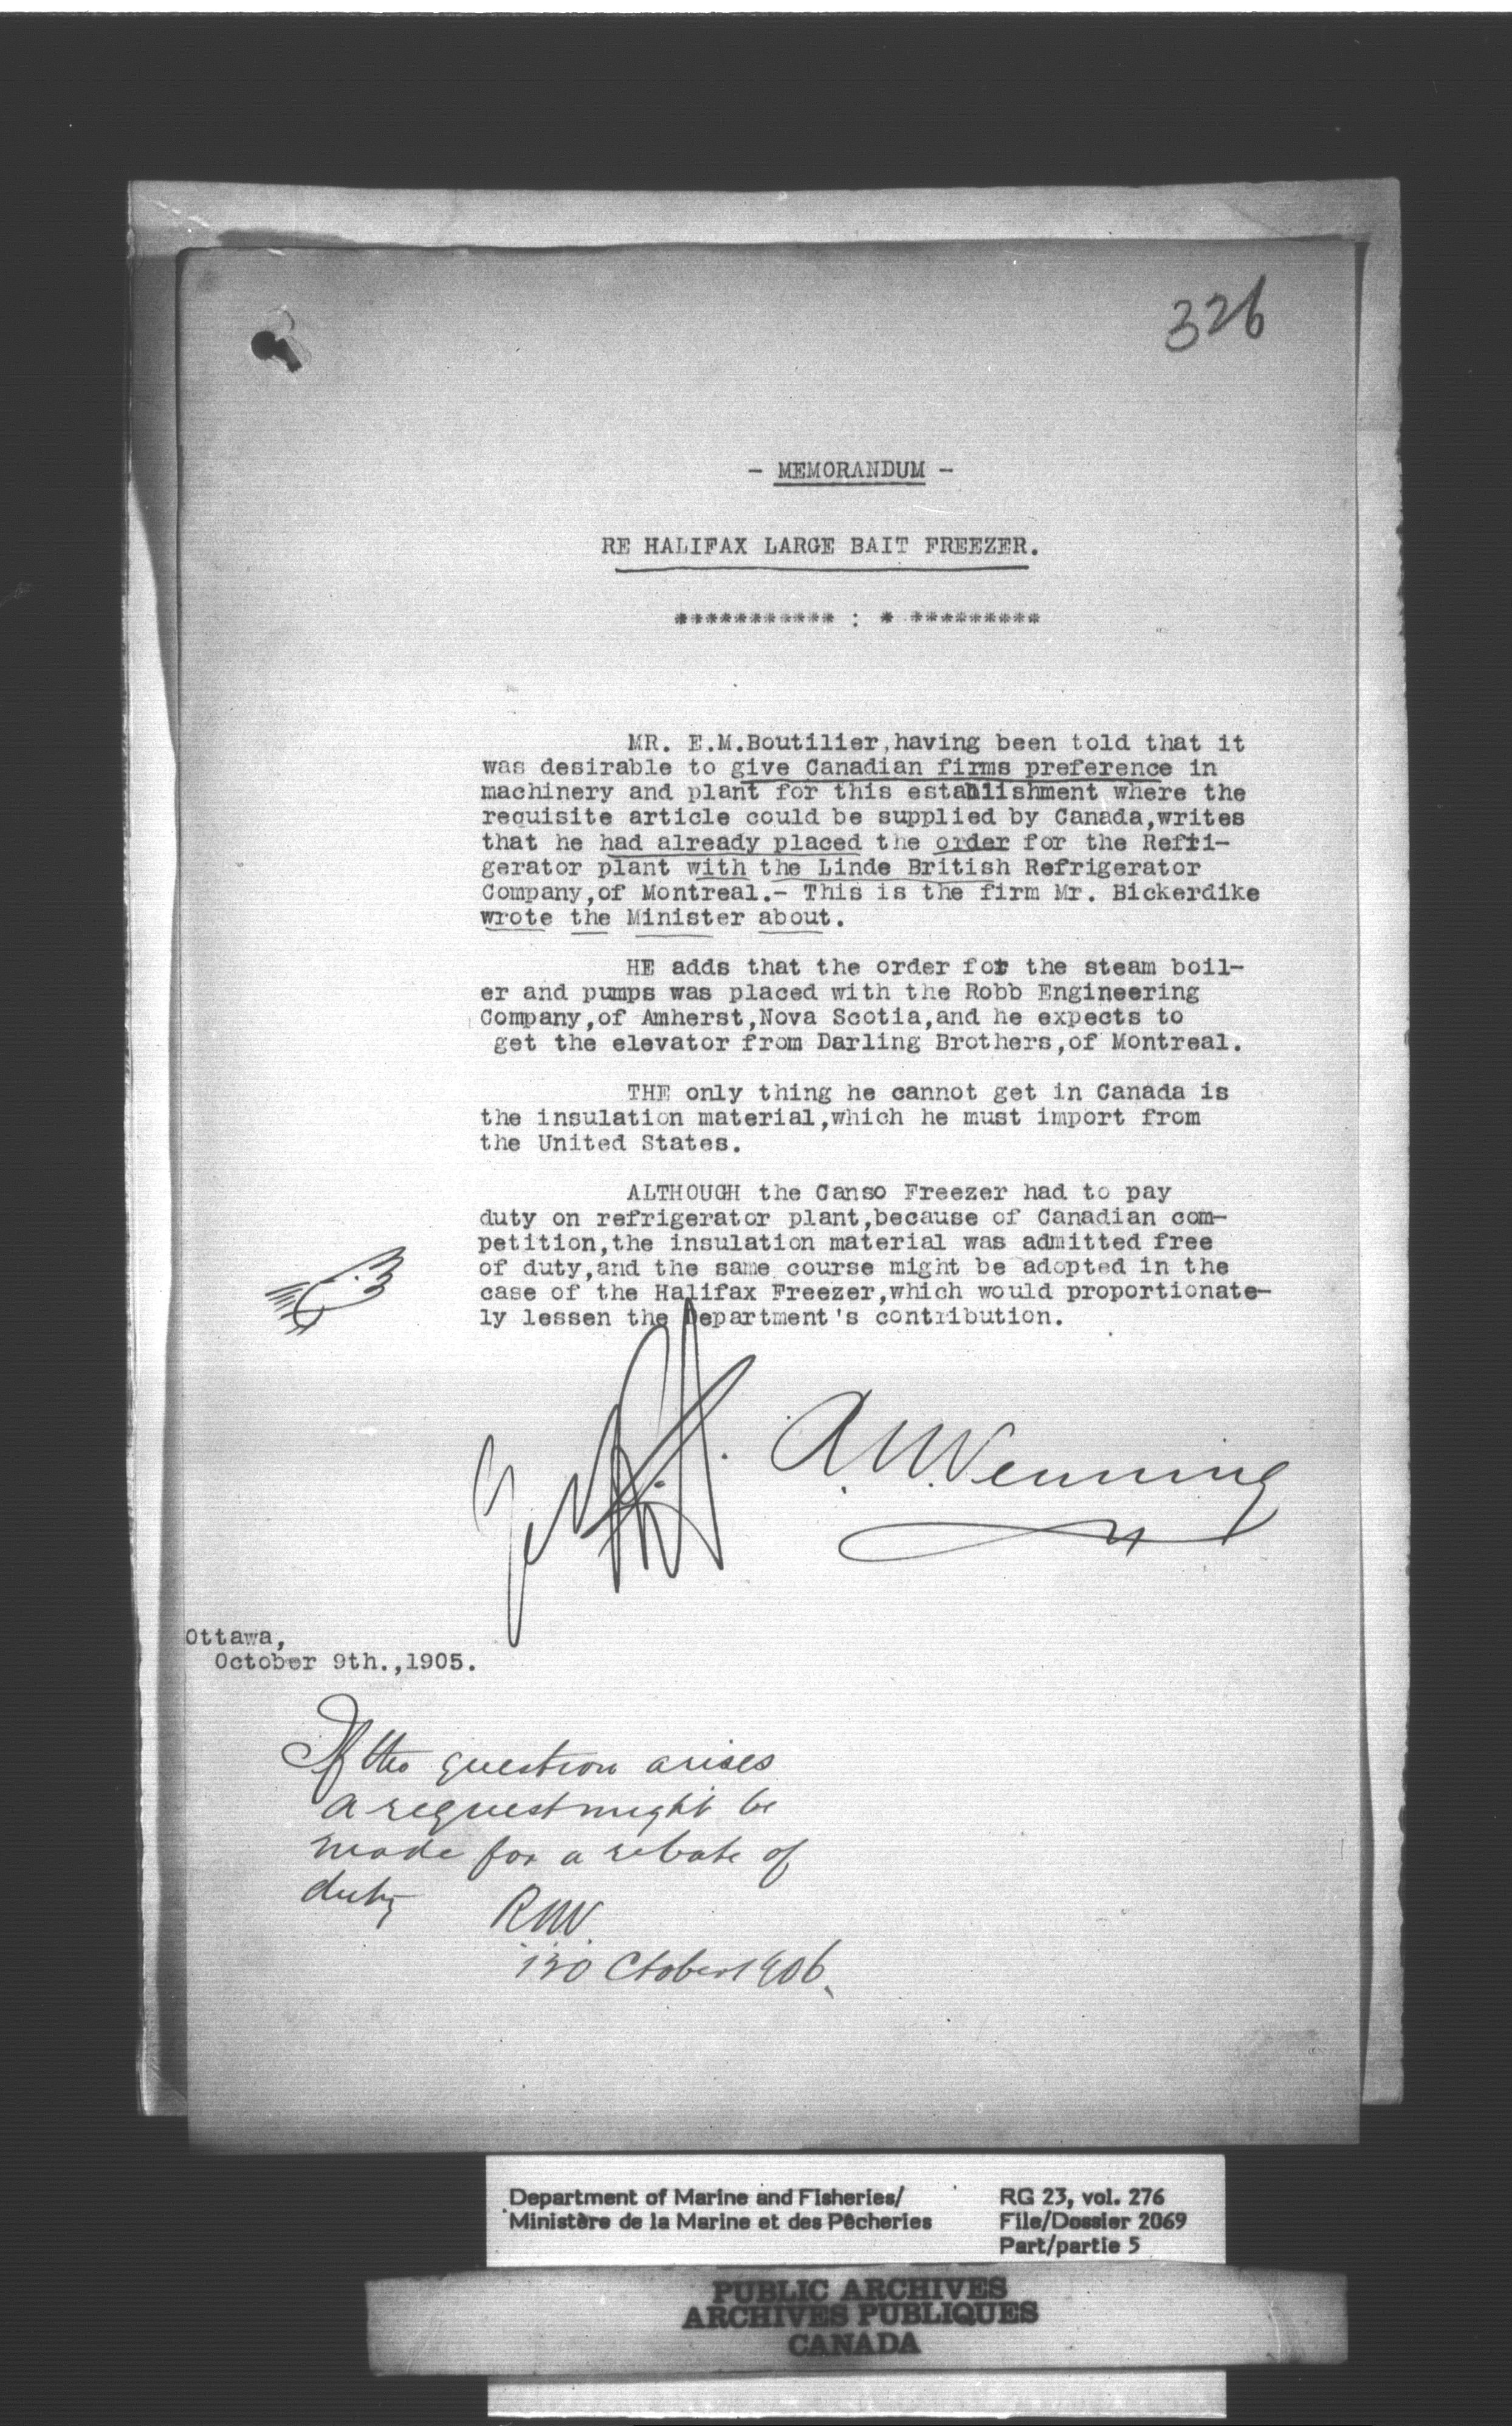 326
- MEMORANDUM -
RE HALIFAX LARGE BAIT FREEZER.
*********** : * *********
MR. E.M.Boutilier,having been told that it
was desirable to give Canadian firms preference in
machinery and plant for this establishment where the
requisite article could be supplied by Canada,writes
that he had already placed the order for the Refri-
gerator plant with the Linde British Refrigerator
Company,of Montreal.- This is the firm Mr. Bickerdike
wrote the Minister about.
HE adds that the order for the steam boil-
er and pumps was placed with the Robb Engineering
Company,of Amherst,Nova Scotia,and he expects to
get the elevator from Darling Brothers,of Montreal.
THE only thing he cannot get in Canada is
the insulation material,which he must import from
the United States.
ALTHOUGH the Canso Freezer had to pay
duty on refrigerator plant,because of Canadian com-
petition,the insulation material was admitted free
of duty,and the same course might be adopted in the
case of the Halifax Freezer,which would proportionate-
ly lessen the Department's contribution.
Venning
Ottawa,
October 9th.,1905.
If the question arises
a request might be
made for a rebate of
duty
October 1906.
Department of Marine and Fisheries/
Ministère de la Marine et des Pêcheries
RG 23, vol. 276
File/Dossier 2069
Part/partie 5
PUBLIC ARCHIVES
ARCHIVES PUBLIQUES
CANADA